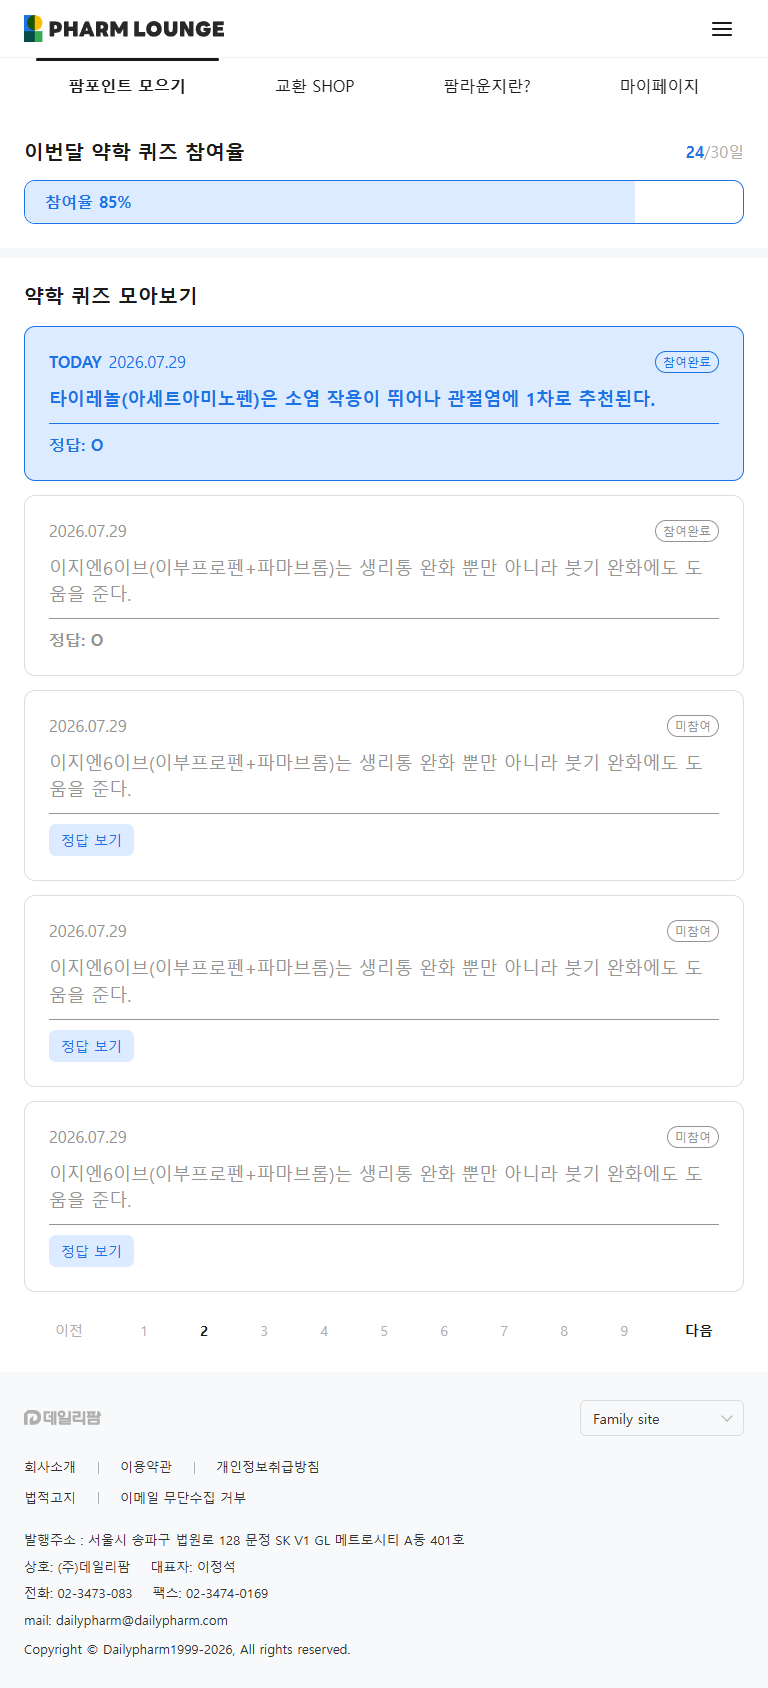 PHARM LOUNGE
팜포인트 모으기 교환 SHOP 팜라운지란? 마이페이지
이번달 약학 퀴즈 참여율 24/30일
참여율 85%
약학 퀴즈 모아보기
TODAY 2026.07.29 참여완료
타이레놀(아세트아미노펜)은 소염 작용이 뛰어나 관절염에 1차로 추천된다.
정답: O
2026.07.29 참여완료
이지엔6이브(이부프로펜+파마브롬)는 생리통 완화 뿐만 아니라 붓기 완화에도 도
움을 준다.
정답: O
2026.07.29 미참여
이지엔6이브(이부프로펜+파마브롬)는 생리통 완화 뿐만 아니라 붓기 완화에도 도
움을 준다.
정답 보기
2026.07.29 미참여
이지엔6이브(이부프로펜+파마브롬)는 생리통 완화 뿐만 아니라 붓기 완화에도 도
움을 준다.
정답 보기
2026.07.29 미참여
이지엔6이브(이부프로펜+파마브롬)는 생리통 완화 뿐만 아니라 붓기 완화에도 도
움을 준다.
정답 보기
이전 1 2 3 4 5 6 7 8 9 다음
데일리팜 Family site
회사소개 | 이용약관 | 개인정보취급방침
법적고지 | 이메일 무단수집 거부
발행주소 : 서울시 송파구 법원로 128 문정 SK V1 GL 메트로시티 A동 401호
상호: (주)데일리팜 대표자: 이정석
전화: 02-3473-083 팩스: 02-3474-0169
mail: dailypharm@dailypharm.com
Copyright © Dailypharm1999-2026, All rights reserved.